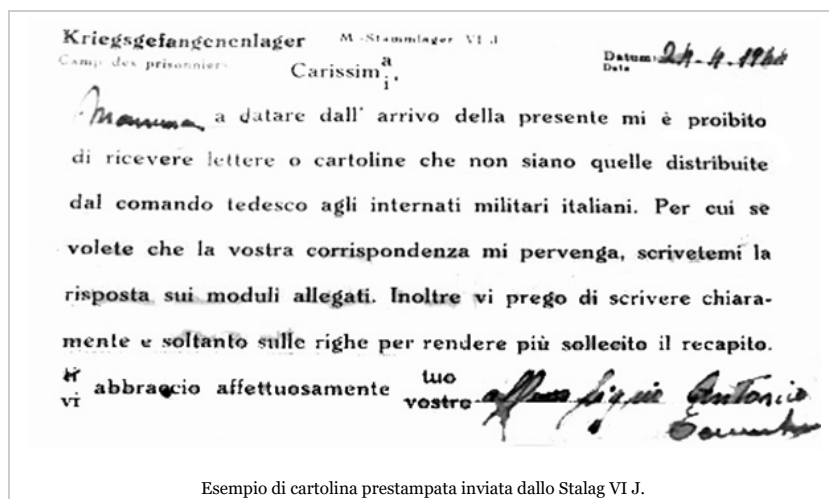 Kriegsgefangenenlager M.-Stammlager VI J
Camp des prisonniers
Datum: 24-4-1944
Data
Carissim a i,
Mamma a datare dall' arrivo della presente mi è proibito
di ricevere lettere o cartoline che non siano quelle distribuite
dal comando tedesco agli internati militari italiani. Per cui se
volete che la vostra corrispondenza mi pervenga, scrivetemi la
risposta sui moduli allegati. Inoltre vi prego di scrivere chiara-
mente e soltanto sulle righe per rendere più sollecito il recapito.
ti vi abbraccio affettuosamente tuo vostro figlio Antonio
Esempio di cartolina prestampata inviata dallo Stalag VI J.